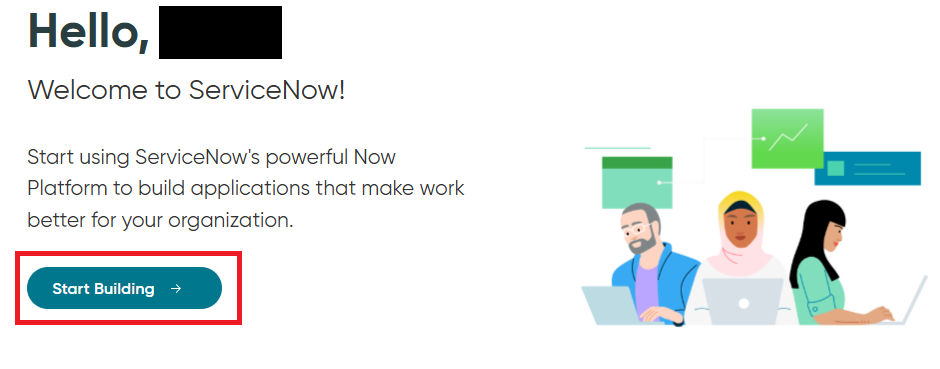 Hello,
Welcome to ServiceNow!
Start using ServiceNow's powerful Now
Platform to build applications that make work
better for your organization.
Start Building →